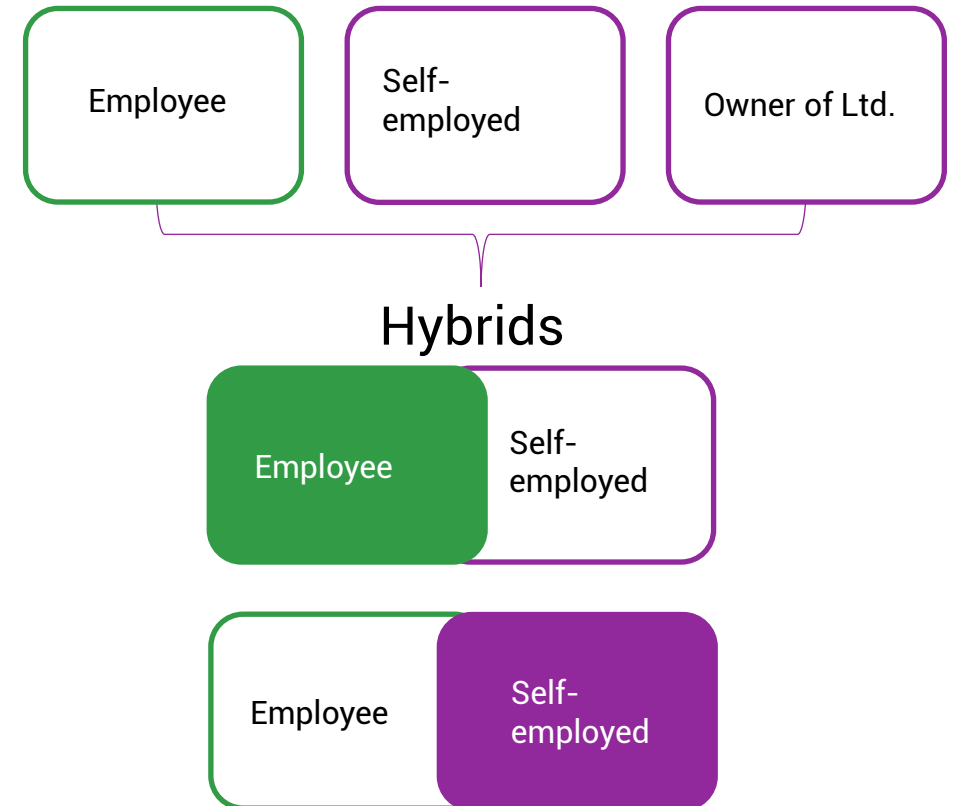 Employee
Self-
employed
Owner of Ltd.
Hybrids
Employee
Self-
employed
Employee
Self-
employed